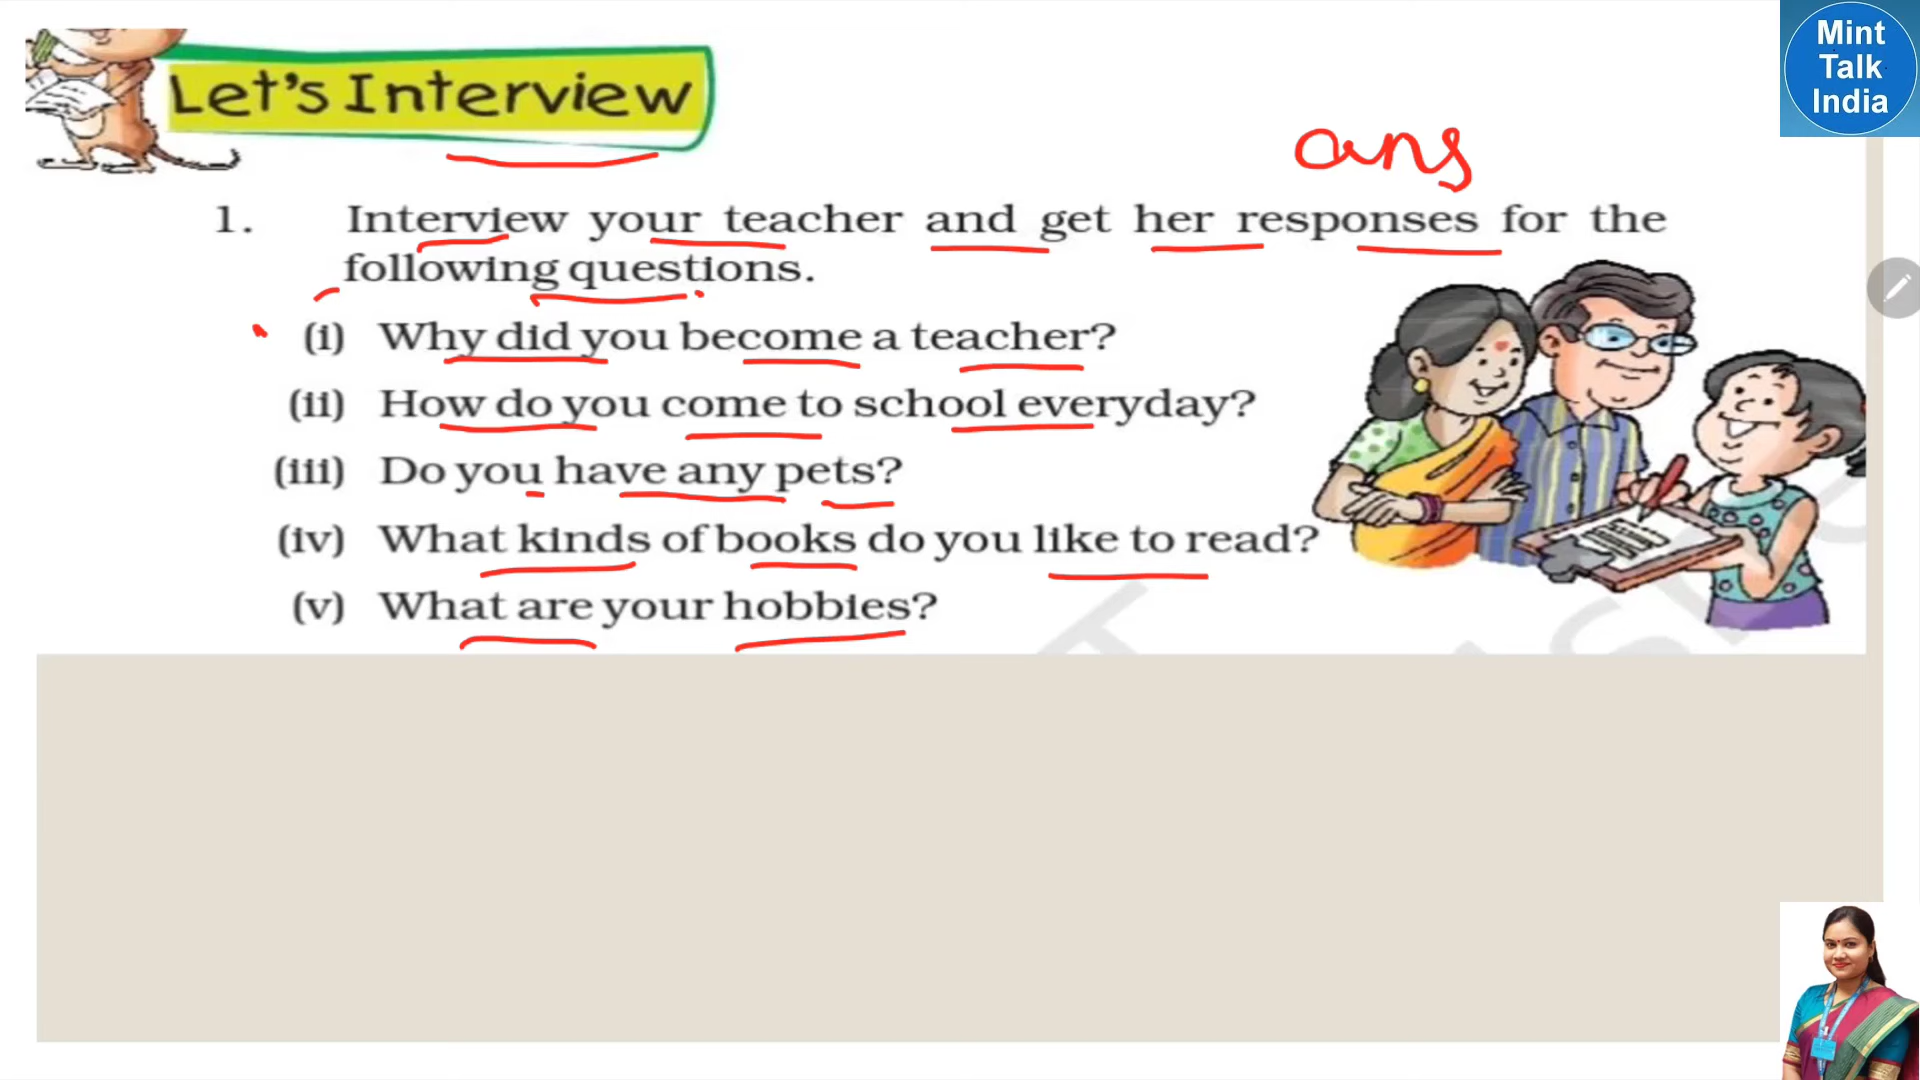 Mint
Talk
India
Let's Interview
ans
1. Interview your teacher and get her responses for the
following questions.
(i) Why did you become a teacher?
(ii) How do you come to school everyday?
(iii) Do you have any pets?
(iv) What kinds of books do you like to read?
(v) What are your hobbies?